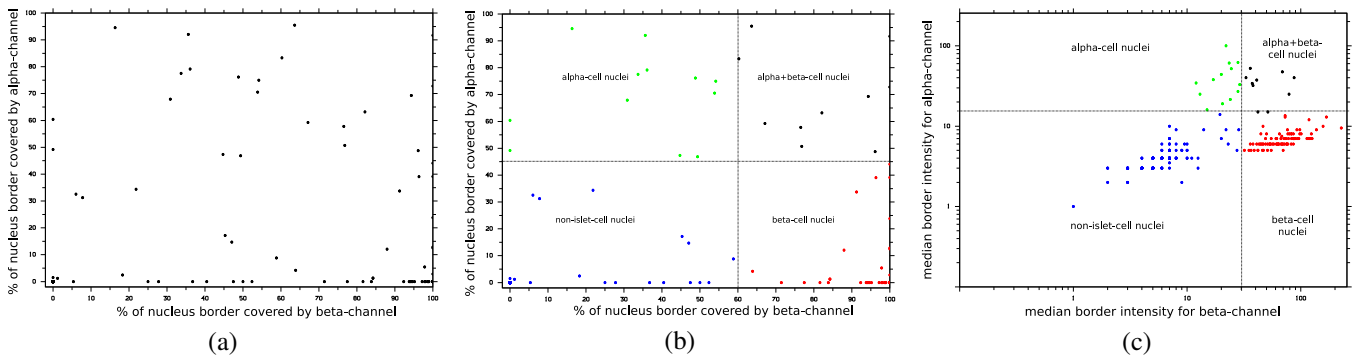 % of nucleus border covered by alpha-channel
100
90
80
70
60
50
40
30
20
10
0
0
10
20
30
40
50
60
70
80
90
100
% of nucleus border covered by beta-channel
(a)
% of nucleus border covered by alpha-channel
100
90
80
70
60
50
40
30
20
10
0
alpha-cell nuclei
alpha+beta-cell nuclei
non-islet-cell nuclei
beta-cell nuclei
0
10
20
30
40
50
60
70
80
90
100
% of nucleus border covered by beta-channel
(b)
median border intensity for alpha-channel
100
10
1
alpha-cell nuclei
alpha+beta-
cell nuclei
non-islet-cell nuclei
beta-cell
nuclei
1
10
100
median border intensity for beta-channel
(c)